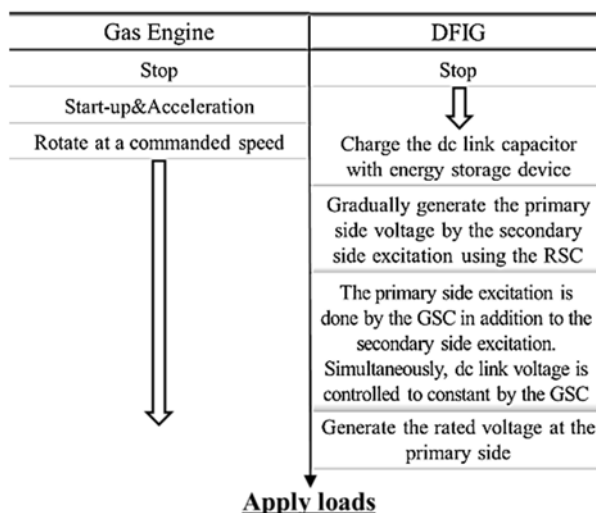 Gas Engine
DFIG
Stop
Stop
Start-up&Acceleration
Rotate at a commanded speed
Charge the dc link capacitor
with energy storage device
Gradually generate the primary
side voltage by the secondary
side excitation using the RSC
The primary side excitation is
done by the GSC in addition to the
secondary side excitation.
Simultaneously, dc link voltage is
controlled to constant by the GSC
Generate the rated voltage at the
primary side
Apply loads